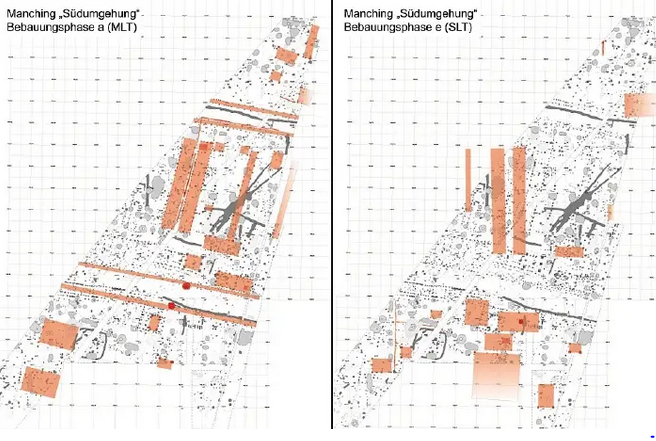 Manching „Südumgehung“
Bebauungsphase a (MLT)
Manching „Südumgehung“
Bebauungsphase e (SLT)